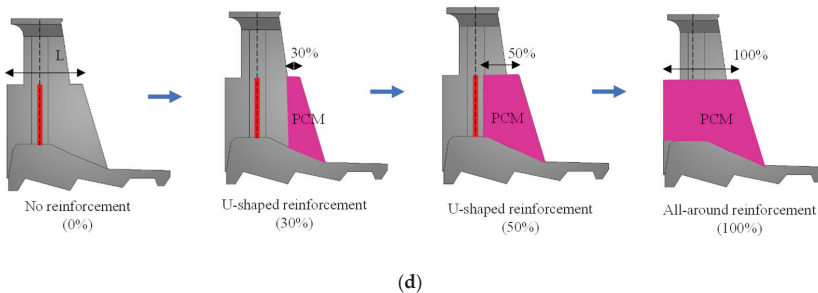 L
30%
50%
100%
PCM
PCM
PCM
No reinforcement
(0%)
U-shaped reinforcement
(30%)
U-shaped reinforcement
(50%)
All-around reinforcement
(100%)
(d)